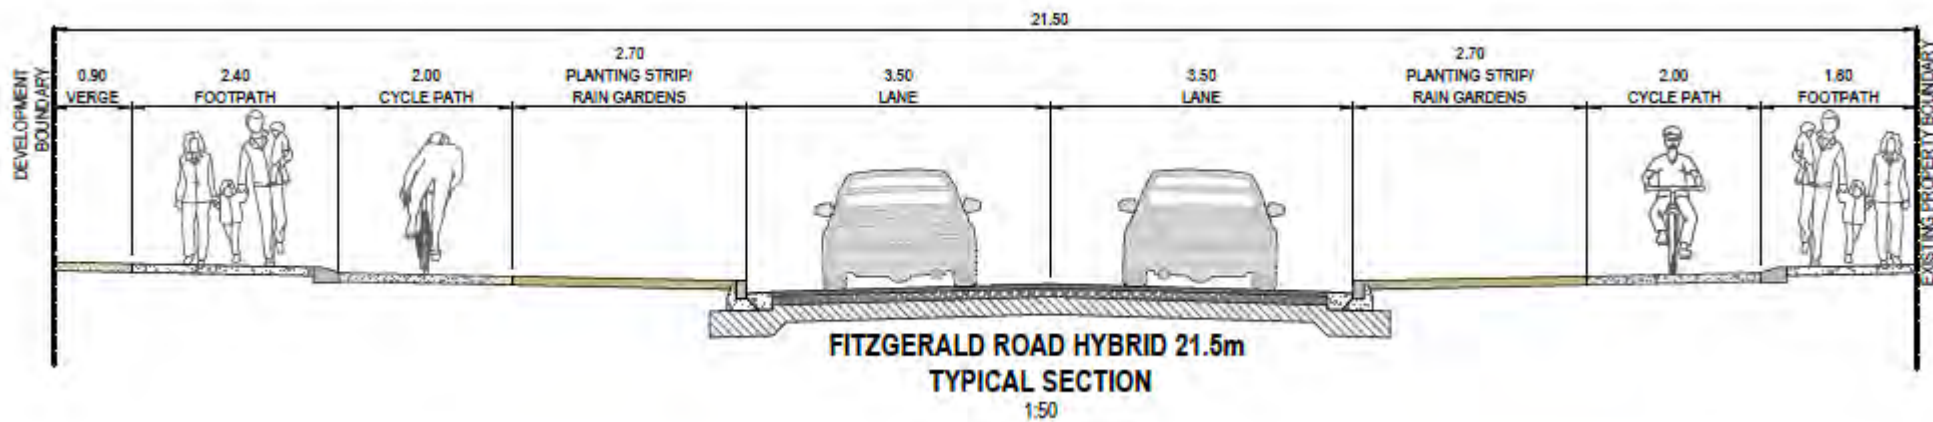 21.50
DEVELOPMENT
BOUNDARY
0.90
VERGE
2.40
FOOTPATH
2.00
CYCLE PATH
2.70
PLANTING STRIP/
RAIN GARDENS
3.50
LANE
3.50
LANE
2.70
PLANTING STRIP/
RAIN GARDENS
2.00
CYCLE PATH
1.80
FOOTPATH
EXISTING PROPERTY BOUNDARY
FITZGERALD ROAD HYBRID 21.5m
TYPICAL SECTION
1:50